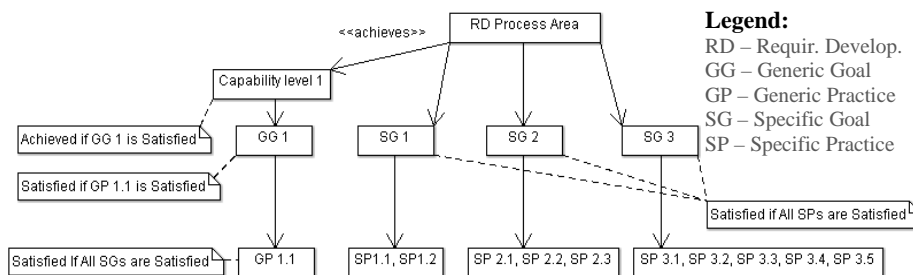 <<achieves>>
RD Process Area
Legend:
RD – Requir. Develop.
GG – Generic Goal
GP – Generic Practice
SG – Specific Goal
SP – Specific Practice
Capability level 1
Achieved if GG 1 is Satisfied
GG 1
SG 1
SG 2
SG 3
Satisfied if GP 1.1 is Satisfied
Satisfied if All SPs are Satisfied
Satisfied If All SGs are Satisfied
GP 1.1
SP1.1, SP1.2
SP 2.1, SP 2.2, SP 2.3
SP 3.1, SP 3.2, SP 3.3, SP 3.4, SP 3.5